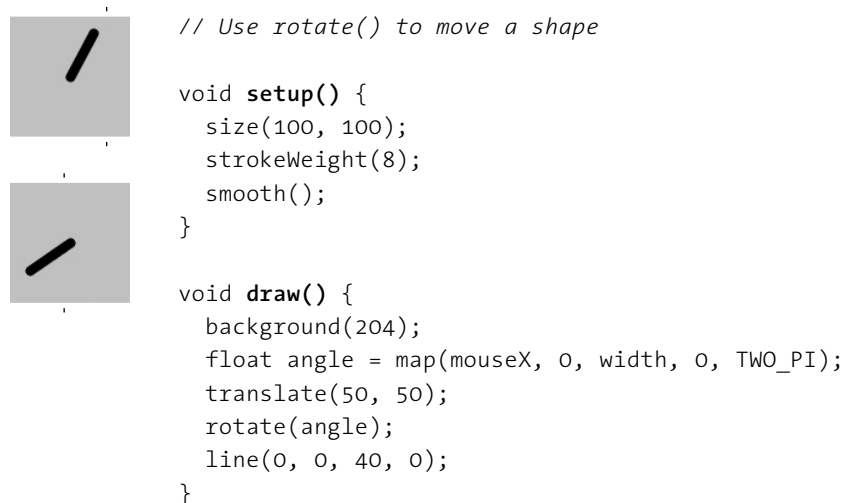 // Use rotate() to move a shape
void setup() {
size(100, 100);
strokeWeight(8);
smooth();
}
void draw() {
background(204);
float angle = map(mouseX, 0, width, 0, TWO_PI);
translate(50, 50);
rotate(angle);
line(0, 0, 40, 0);
}